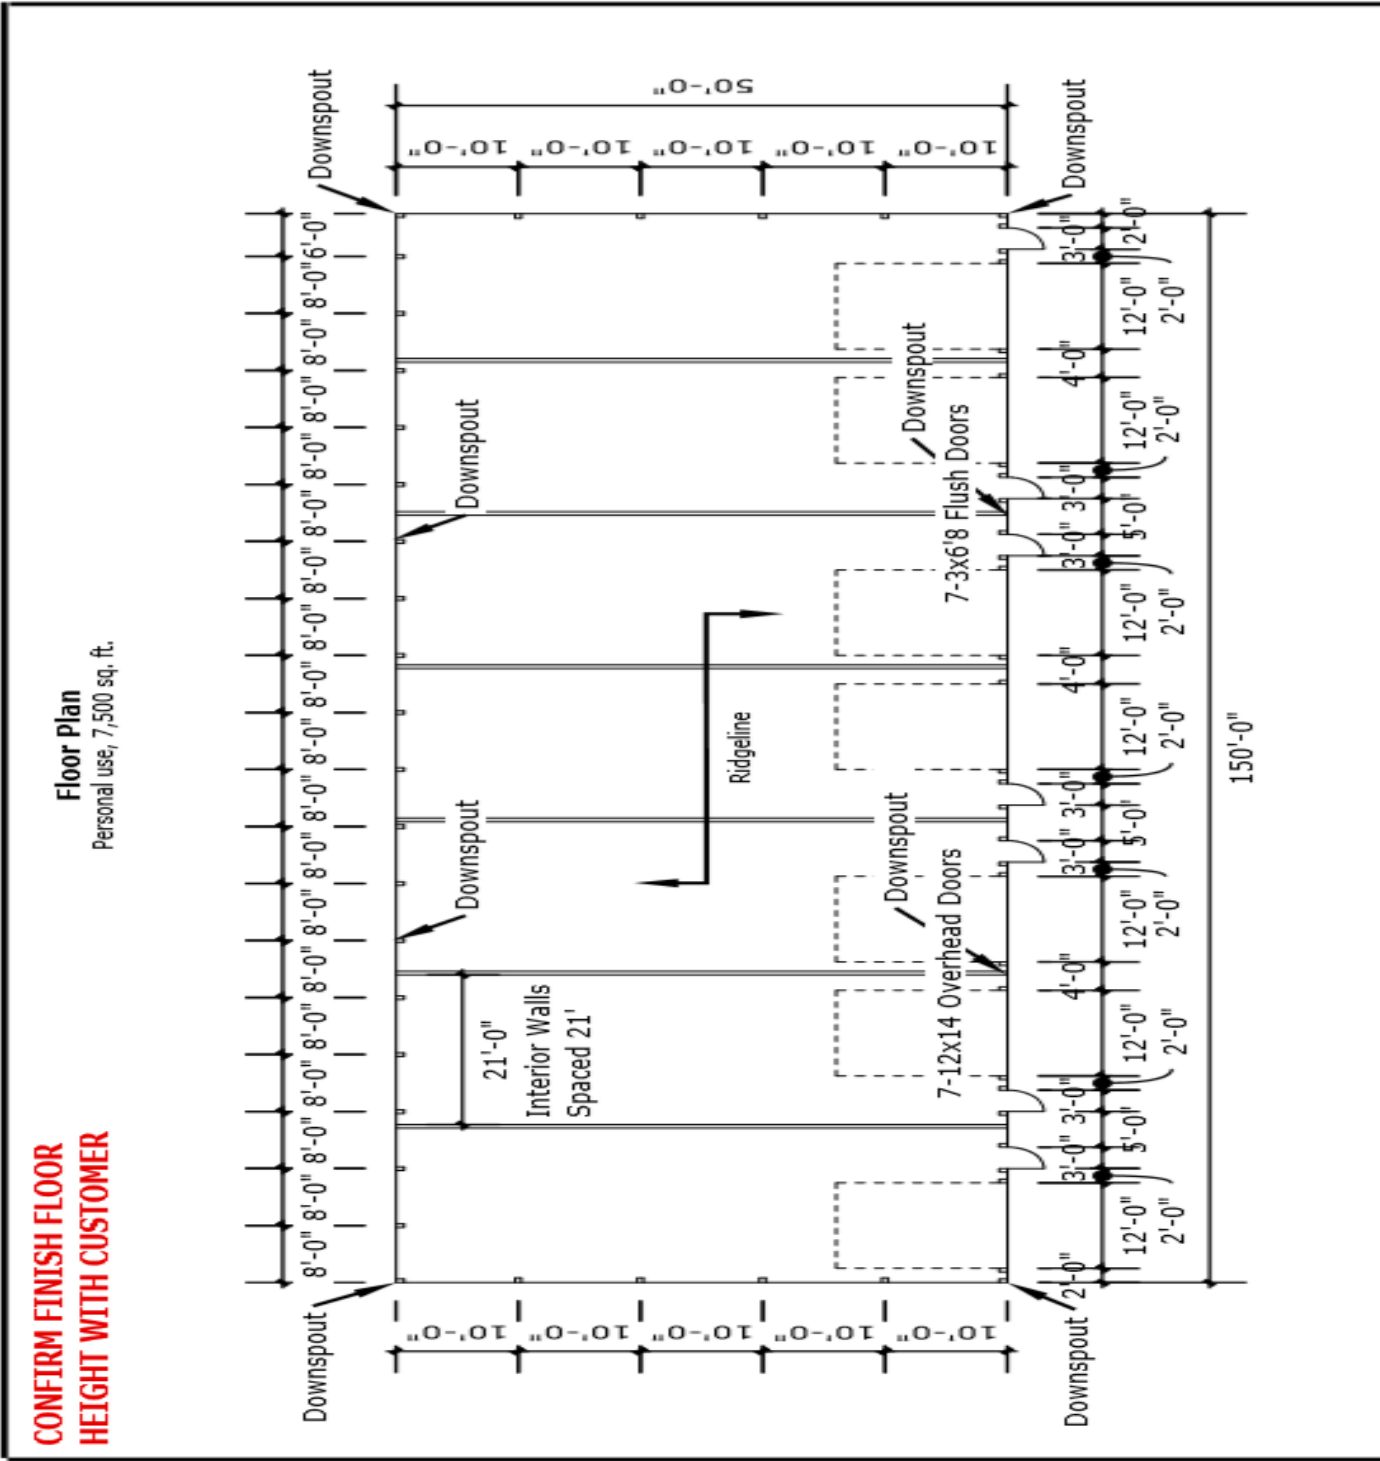 CONFIRM FINISH FLOOR
HEIGHT WITH CUSTOMER
Floor Plan
Personal use, 7,500 sq. ft.
8'-0" 8'-0" 8'-0" 8'-0" 8'-0" 8'-0" 8'-0" 8'-0" 8'-0" 8'-0" 8'-0" 8'-0" 8'-0" 8'-0" 8'-0" 8'-0" 8'-0" 8'-0" 6'-0"
Downspout
Downspout
Downspout
Downspout
10'-0"
10'-0"
10'-0"
10'-0"
10'-0"
21'-0"
Interior Walls
Spaced 21'
Ridgeline
10'-0"
10'-0"
10'-0"
10'-0"
10'-0"
50'-0"
Downspout
Downspout
7-12x14 Overhead Doors
7-3x6'8 Flush Doors
Downspout
Downspout
2'-0" 3'-0" 3'-0" 4'-0" 3'-0" 3'-0" 4'-0" 3'-0" 3'-0" 4'-0" 3'-0"
12'-0" 5'-0" 12'-0" 12'-0" 5'-0" 12'-0" 12'-0" 5'-0" 12'-0" 12'-0" 2'-0"
2'-0" 2'-0" 2'-0" 2'-0" 2'-0" 2'-0" 2'-0"
150'-0"